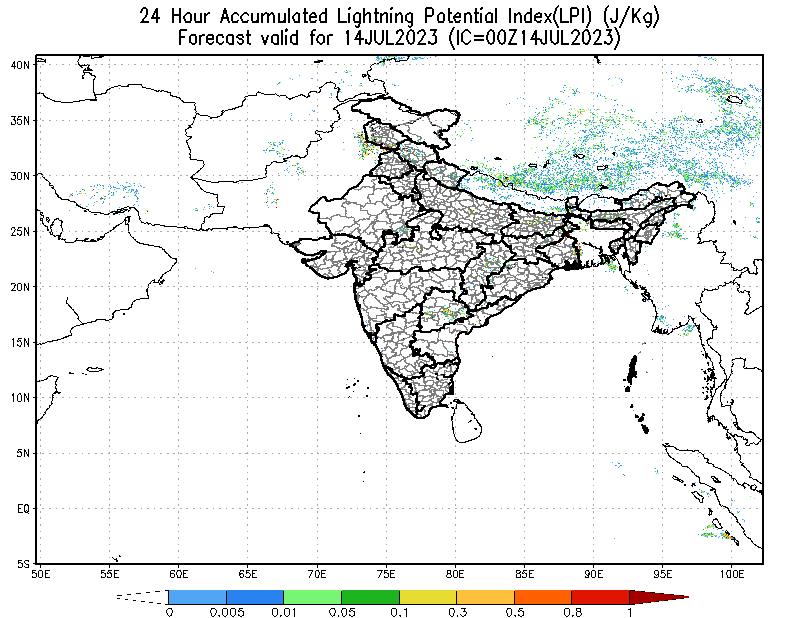 24 Hour Accumulated Lightning Potential Index(LPI) (J/Kg)
Forecast valid for 14JUL2023 (IC=00Z14JUL2023)
40N
35N
30N
25N
20N
15N
10N
5N
EQ
5S
50E 55E 60E 65E 70E 75E 80E 85E 90E 95E 100E
0 0.005 0.01 0.05 0.1 0.3 0.5 0.8 1